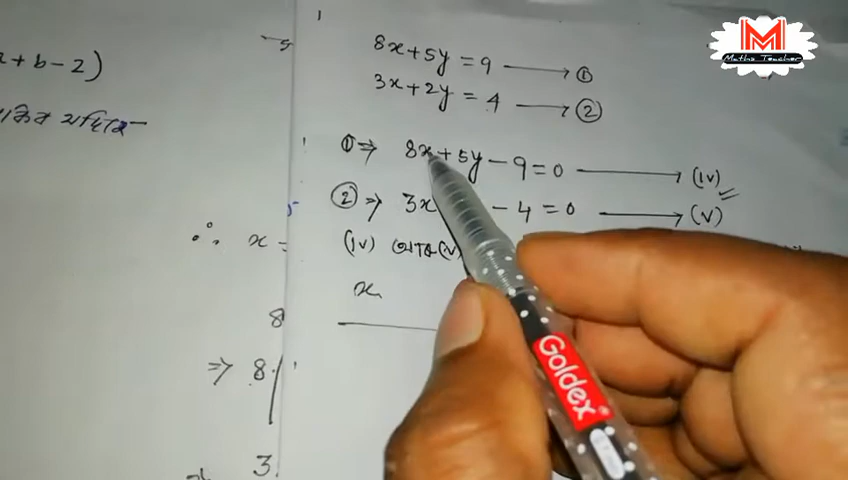 x + b - 2)
8x+5y = 9 ——→ ①
3x+2y = 4 ——→ ②
① ⇒ 8x+5y-9=0 ——→ (iv)
② ⇒ 3x - 4 = 0 ——→ (v)
∴ x =
(iv) (v)
x
8
⇒ 8
3
Goldex
M
Maths Teacher